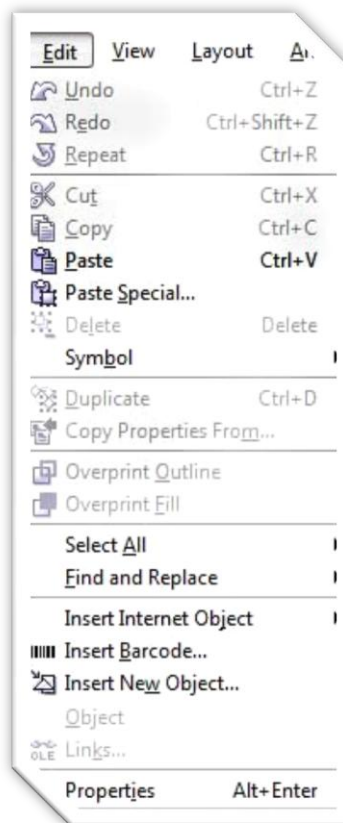 Edit View Layout
Undo Ctrl+Z
Redo Ctrl+Shift+Z
Repeat Ctrl+R
Cut Ctrl+X
Copy Ctrl+C
Paste Ctrl+V
Paste Special...
Delete Delete
Symbol
Duplicate Ctrl+D
Copy Properties From...
Overprint Outline
Overprint Fill
Select All
Find and Replace
Insert Internet Object
Insert Barcode...
Insert New Object...
Object
OLE Links...
Properties Alt+Enter